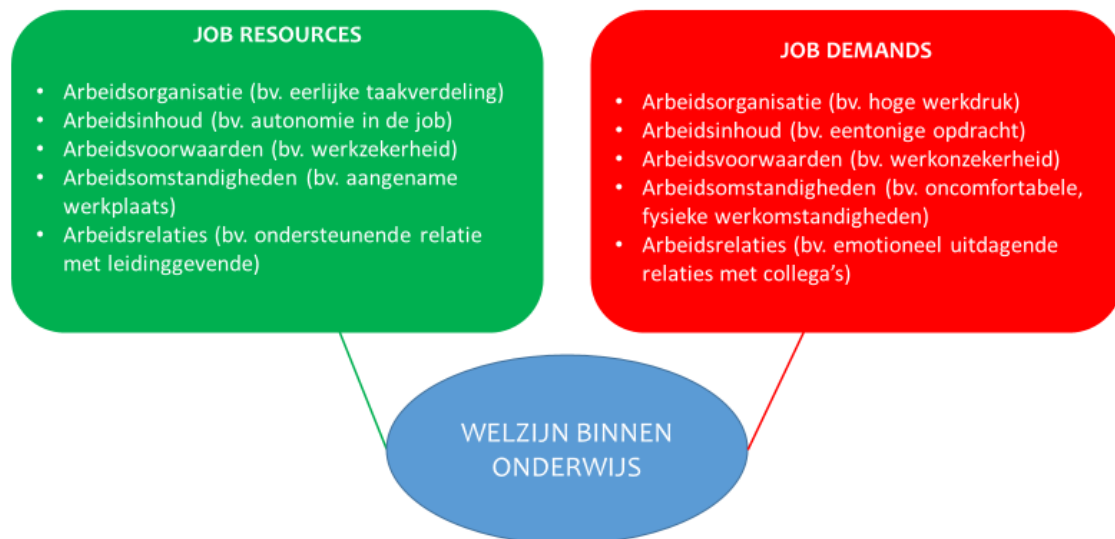 JOB RESOURCES
• Arbeidsorganisatie (bv. eerlijke taakverdeling)
• Arbeidsinhoud (bv. autonomie in de job)
• Arbeidsvoorwaarden (bv. werkzekerheid)
• Arbeidsomstandigheden (bv. aangename
werkplaats)
• Arbeidsrelaties (bv. ondersteunende relatie
met leidinggevende)
JOB DEMANDS
• Arbeidsorganisatie (bv. hoge werkdruk)
• Arbeidsinhoud (bv. eentonige opdracht)
• Arbeidsvoorwaarden (bv. werkonzekerheid)
• Arbeidsomstandigheden (bv. oncomfortabele,
fysieke werkomstandigheden)
• Arbeidsrelaties (bv. emotioneel uitdagende
relaties met collega's)
WELZIJN BINNEN
ONDERWIJS